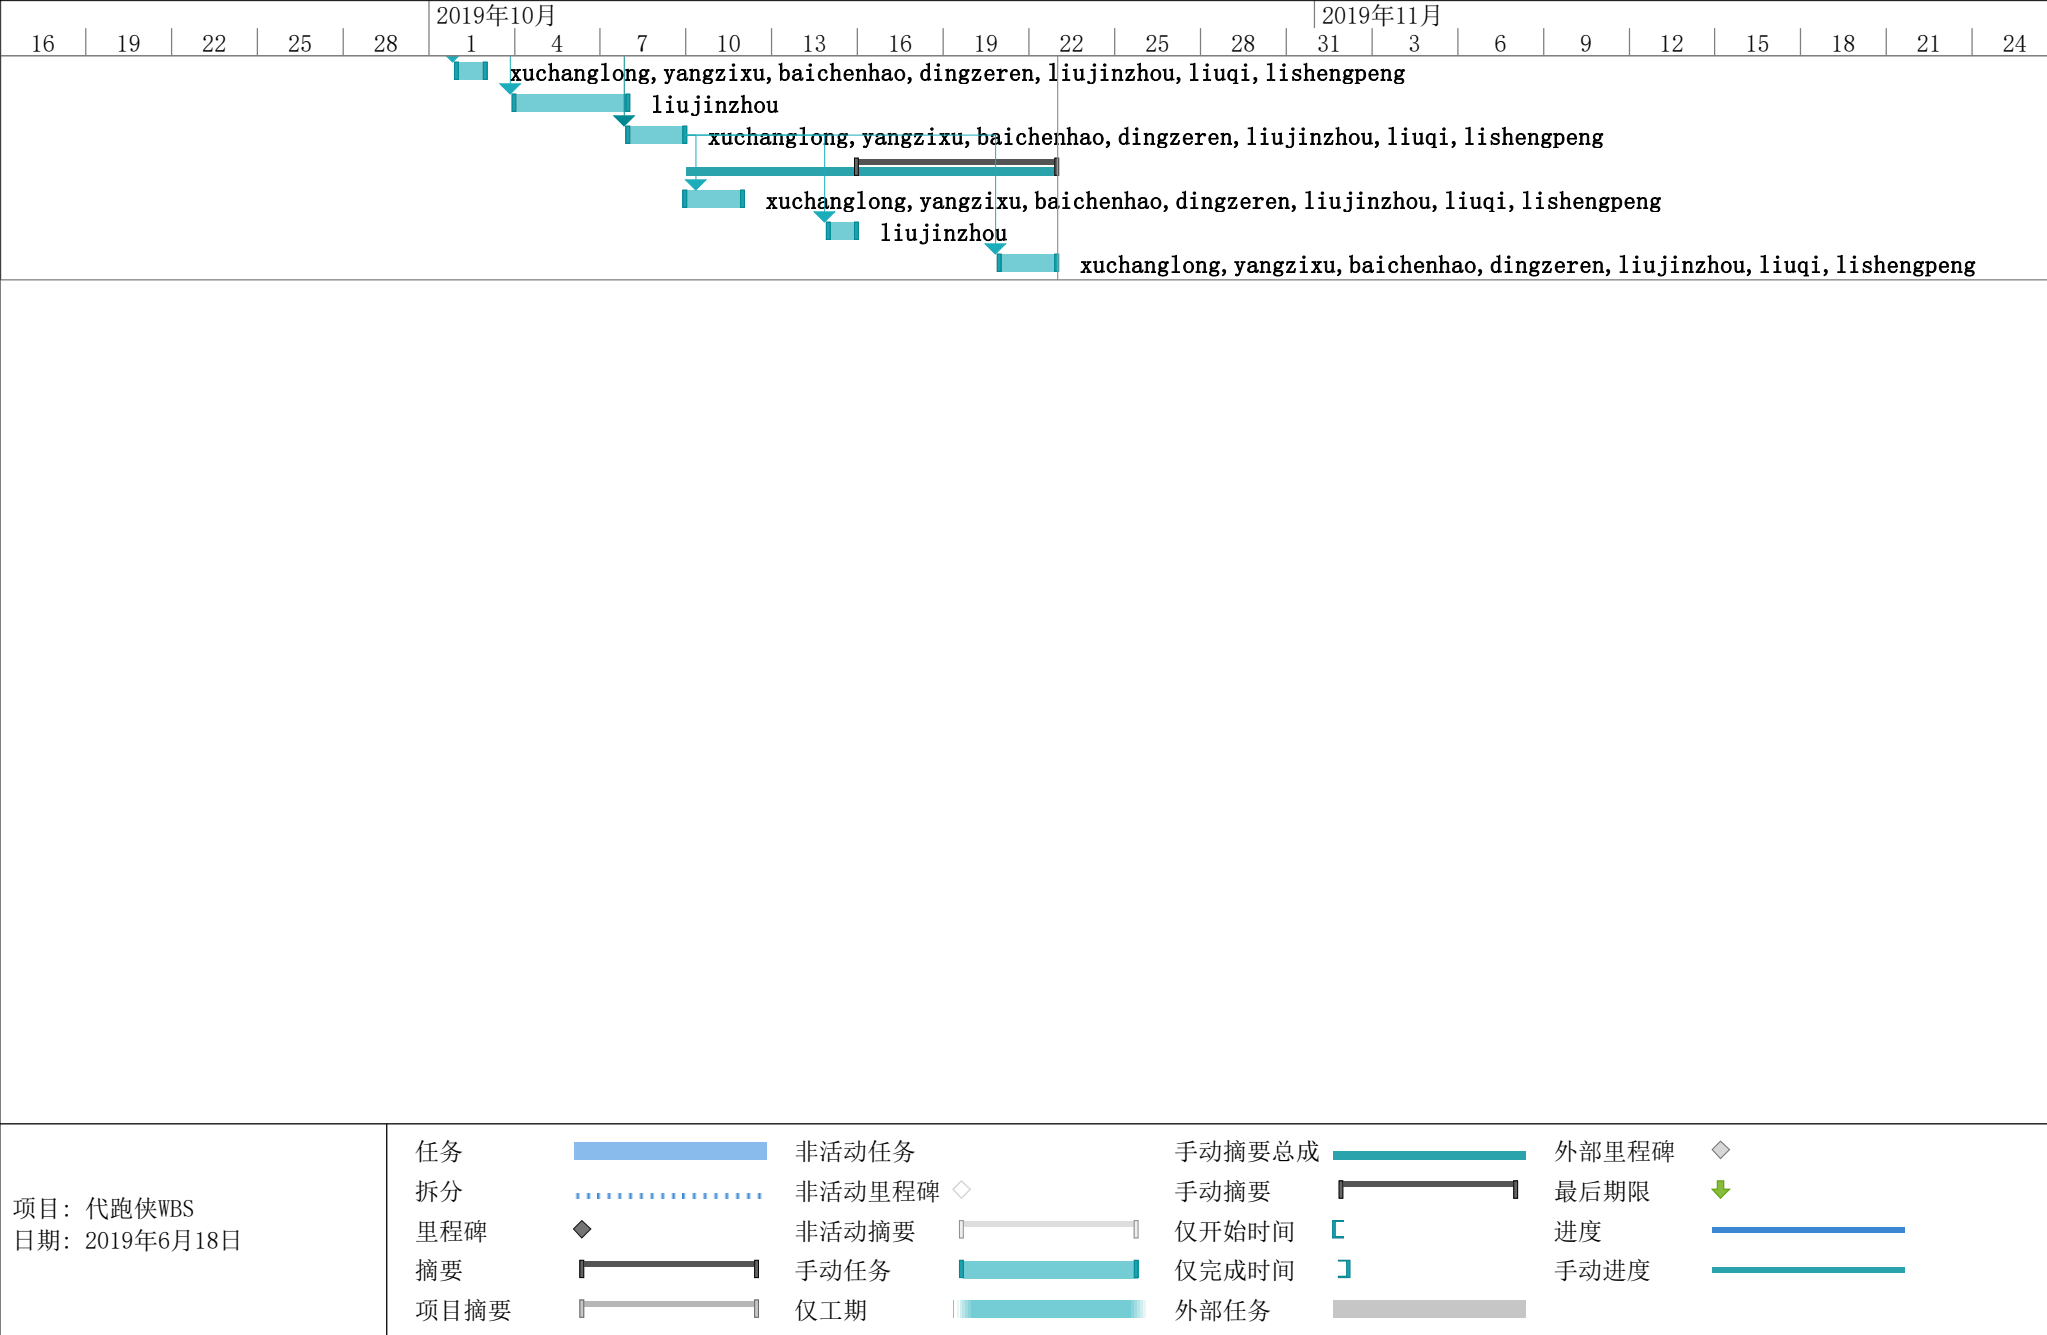 2019年10月 2019年11月
16 19 22 25 28 1 4 7 10 13 16 19 22 25 28 31 3 6 9 12 15 18 21 24
xuchanglong,yangzixu,baichenhao,dingzeren,liujinzhou,liuqi,lishengpeng
liujinzhou
xuchanglong,yangzixu,baichenhao,dingzeren,liujinzhou,liuqi,lishengpeng
xuchanglong,yangzixu,baichenhao,dingzeren,liujinzhou,liuqi,lishengpeng
liujinzhou
xuchanglong,yangzixu,baichenhao,dingzeren,liujinzhou,liuqi,lishengpeng
项目: 代跑侠WBS
日期: 2019年6月18日
任务 非活动任务 手动摘要总成 外部里程碑
拆分 非活动里程碑 手动摘要 最后期限
里程碑 非活动摘要 仅开始时间 进度
摘要 手动任务 仅完成时间 手动进度
项目摘要 仅工期 外部任务